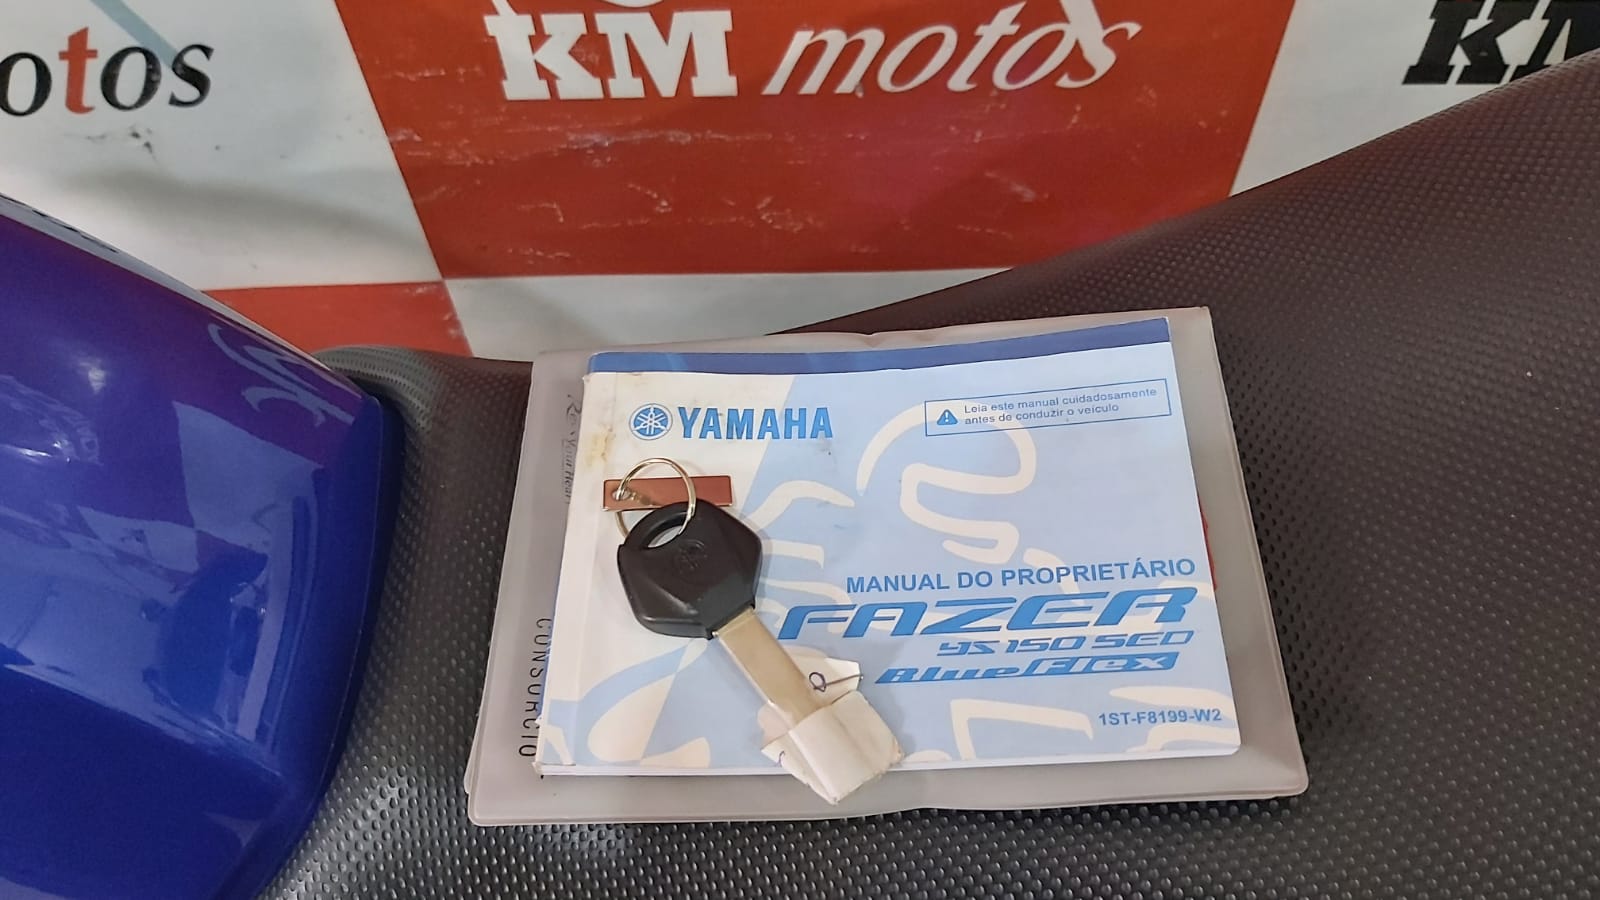 otos
KM motos
KM
YAMAHA
Leia este manual cuidadosamente
antes de conduzir o veículo
MANUAL DO PROPRIETÁRIO
FAZER
YS 150 SED
BlueFlex
1ST-F8199-W2
CONSÓRCIO